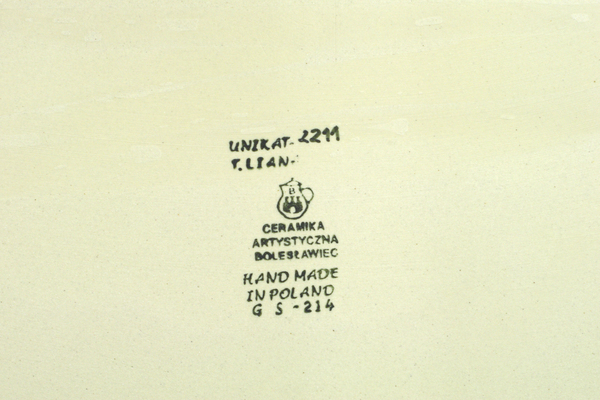 UNIKAT-2211
T.LIAN-
B
CERAMIKA
ARTYSTYCZNA
BOLESŁAWIEC
HAND MADE
IN POLAND
G S -214